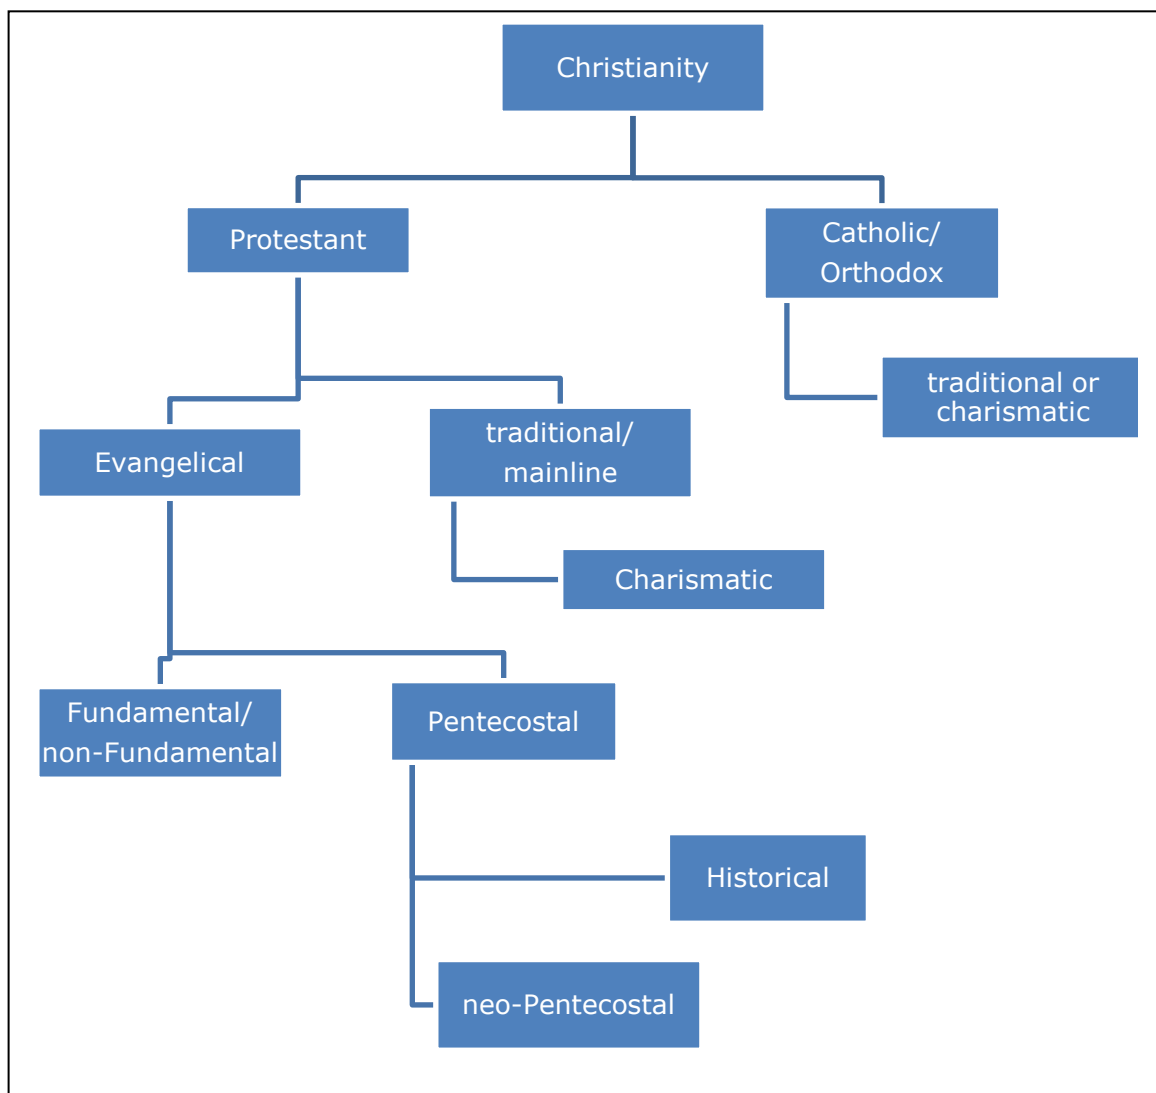 Christianity
Protestant
Catholic/
Orthodox
traditional or
charismatic
Evangelical
traditional/
mainline
Charismatic
Fundamental/
non-Fundamental
Pentecostal
Historical
neo-Pentecostal